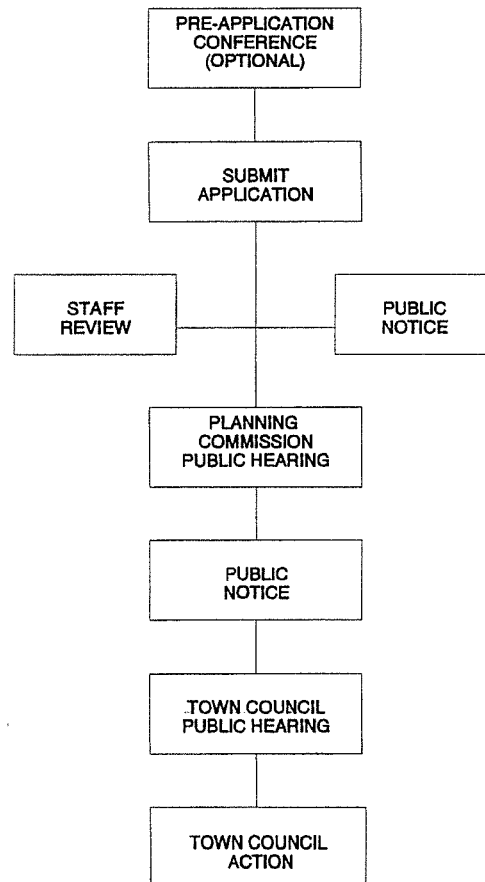 PRE-APPLICATION
CONFERENCE
(OPTIONAL)
SUBMIT
APPLICATION
STAFF
REVIEW
PUBLIC
NOTICE
PLANNING
COMMISSION
PUBLIC HEARING
PUBLIC
NOTICE
TOWN COUNCIL
PUBLIC HEARING
TOWN COUNCIL
ACTION